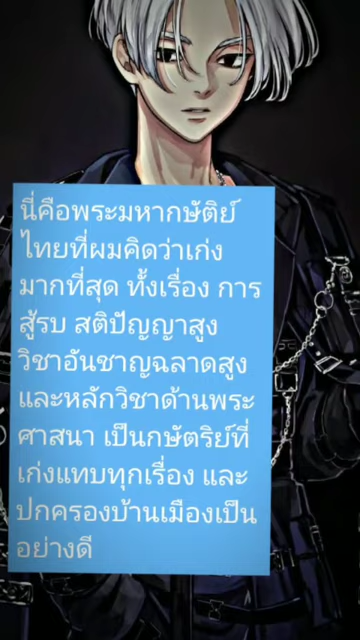 นี่คือพระมหากษัติย์
ไทยที่ผมคิดว่าเก่ง
มากที่สุด ทั้งเรื่อง การ
สู้รบ สติปัญญาสูง
วิชาอันชาญฉลาดสูง
และหลักวิชาด้านพระ
ศาสนา เป็นกษัตริย์ที่
เก่งแทบทุกเรื่อง และ
ปกครองบ้านเมืองเป็น
อย่างดี